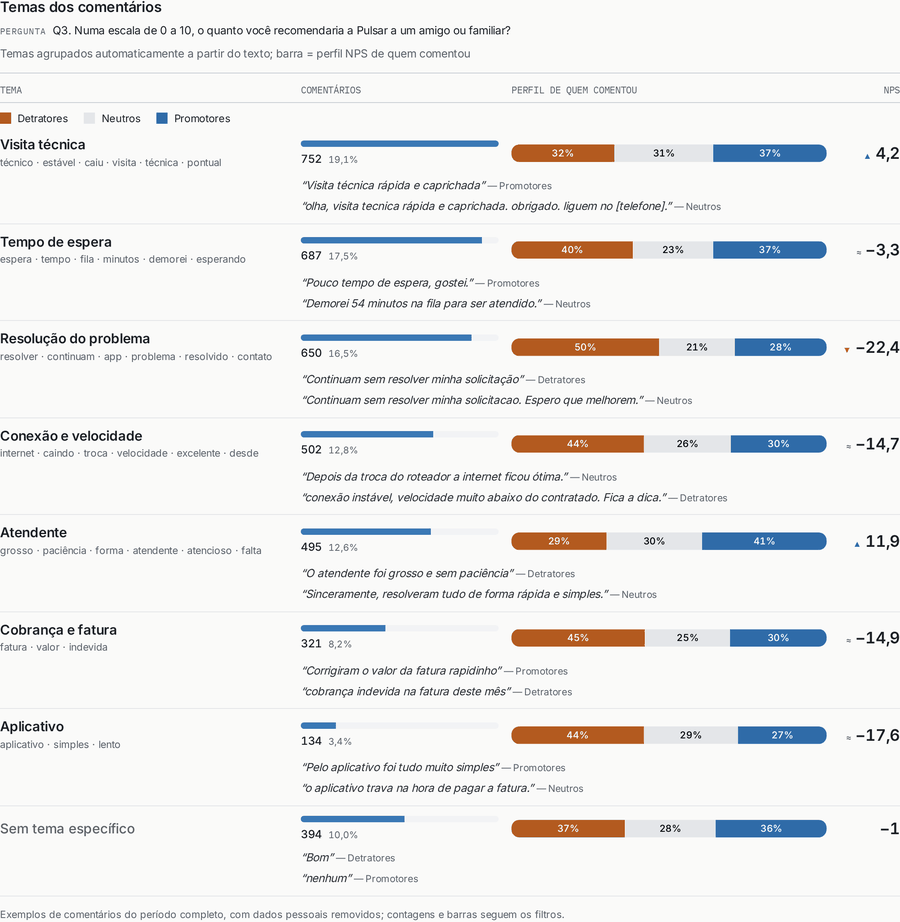 Temas dos comentários
PERGUNTA Q3. Numa escala de 0 a 10, o quanto você recomendaria a Pulsar a um amigo ou familiar?
Temas agrupados automaticamente a partir do texto; barra = perfil NPS de quem comentou
TEMA COMENTÁRIOS PERFIL DE QUEM COMENTOU NPS
Detratores Neutros Promotores
Visita técnica
técnico · estável · caiu · visita · técnica · pontual
752 19,1%
32% 31% 37%
▲ 4,2
“Visita técnica rápida e caprichada” — Promotores
“olha, visita tecnica rápida e caprichada. obrigado. liguem no [telefone].” — Neutros
Tempo de espera
espera · tempo · fila · minutos · demorei · esperando
687 17,5%
40% 23% 37%
≈ −3,3
“Pouco tempo de espera, gostei.” — Promotores
“Demorei 54 minutos na fila para ser atendido.” — Neutros
Resolução do problema
resolver · continuam · app · problema · resolvido · contato
650 16,5%
50% 21% 28%
▼ −22,4
“Continuam sem resolver minha solicitação” — Detratores
“Continuam sem resolver minha solicitacao. Espero que melhorem.” — Neutros
Conexão e velocidade
internet · caindo · troca · velocidade · excelente · desde
502 12,8%
44% 26% 30%
≈ −14,7
“Depois da troca do roteador a internet ficou ótima.” — Neutros
“conexão instável, velocidade muito abaixo do contratado. Fica a dica.” — Detratores
Atendente
grosso · paciência · forma · atendente · atencioso · falta
495 12,6%
29% 30% 41%
▲ 11,9
“O atendente foi grosso e sem paciência” — Detratores
“Sinceramente, resolveram tudo de forma rápida e simples.” — Neutros
Cobrança e fatura
fatura · valor · indevida
321 8,2%
45% 25% 30%
≈ −14,9
“Corrigiram o valor da fatura rapidinho” — Promotores
“cobrança indevida na fatura deste mês” — Detratores
Aplicativo
aplicativo · simples · lento
134 3,4%
44% 29% 27%
≈ −17,6
“Pelo aplicativo foi tudo muito simples” — Promotores
“o aplicativo trava na hora de pagar a fatura.” — Neutros
Sem tema específico
394 10,0%
37% 28% 36%
−1
“Bom” — Detratores
“nenhum” — Promotores
Exemplos de comentários do período completo, com dados pessoais removidos; contagens e barras seguem os filtros.